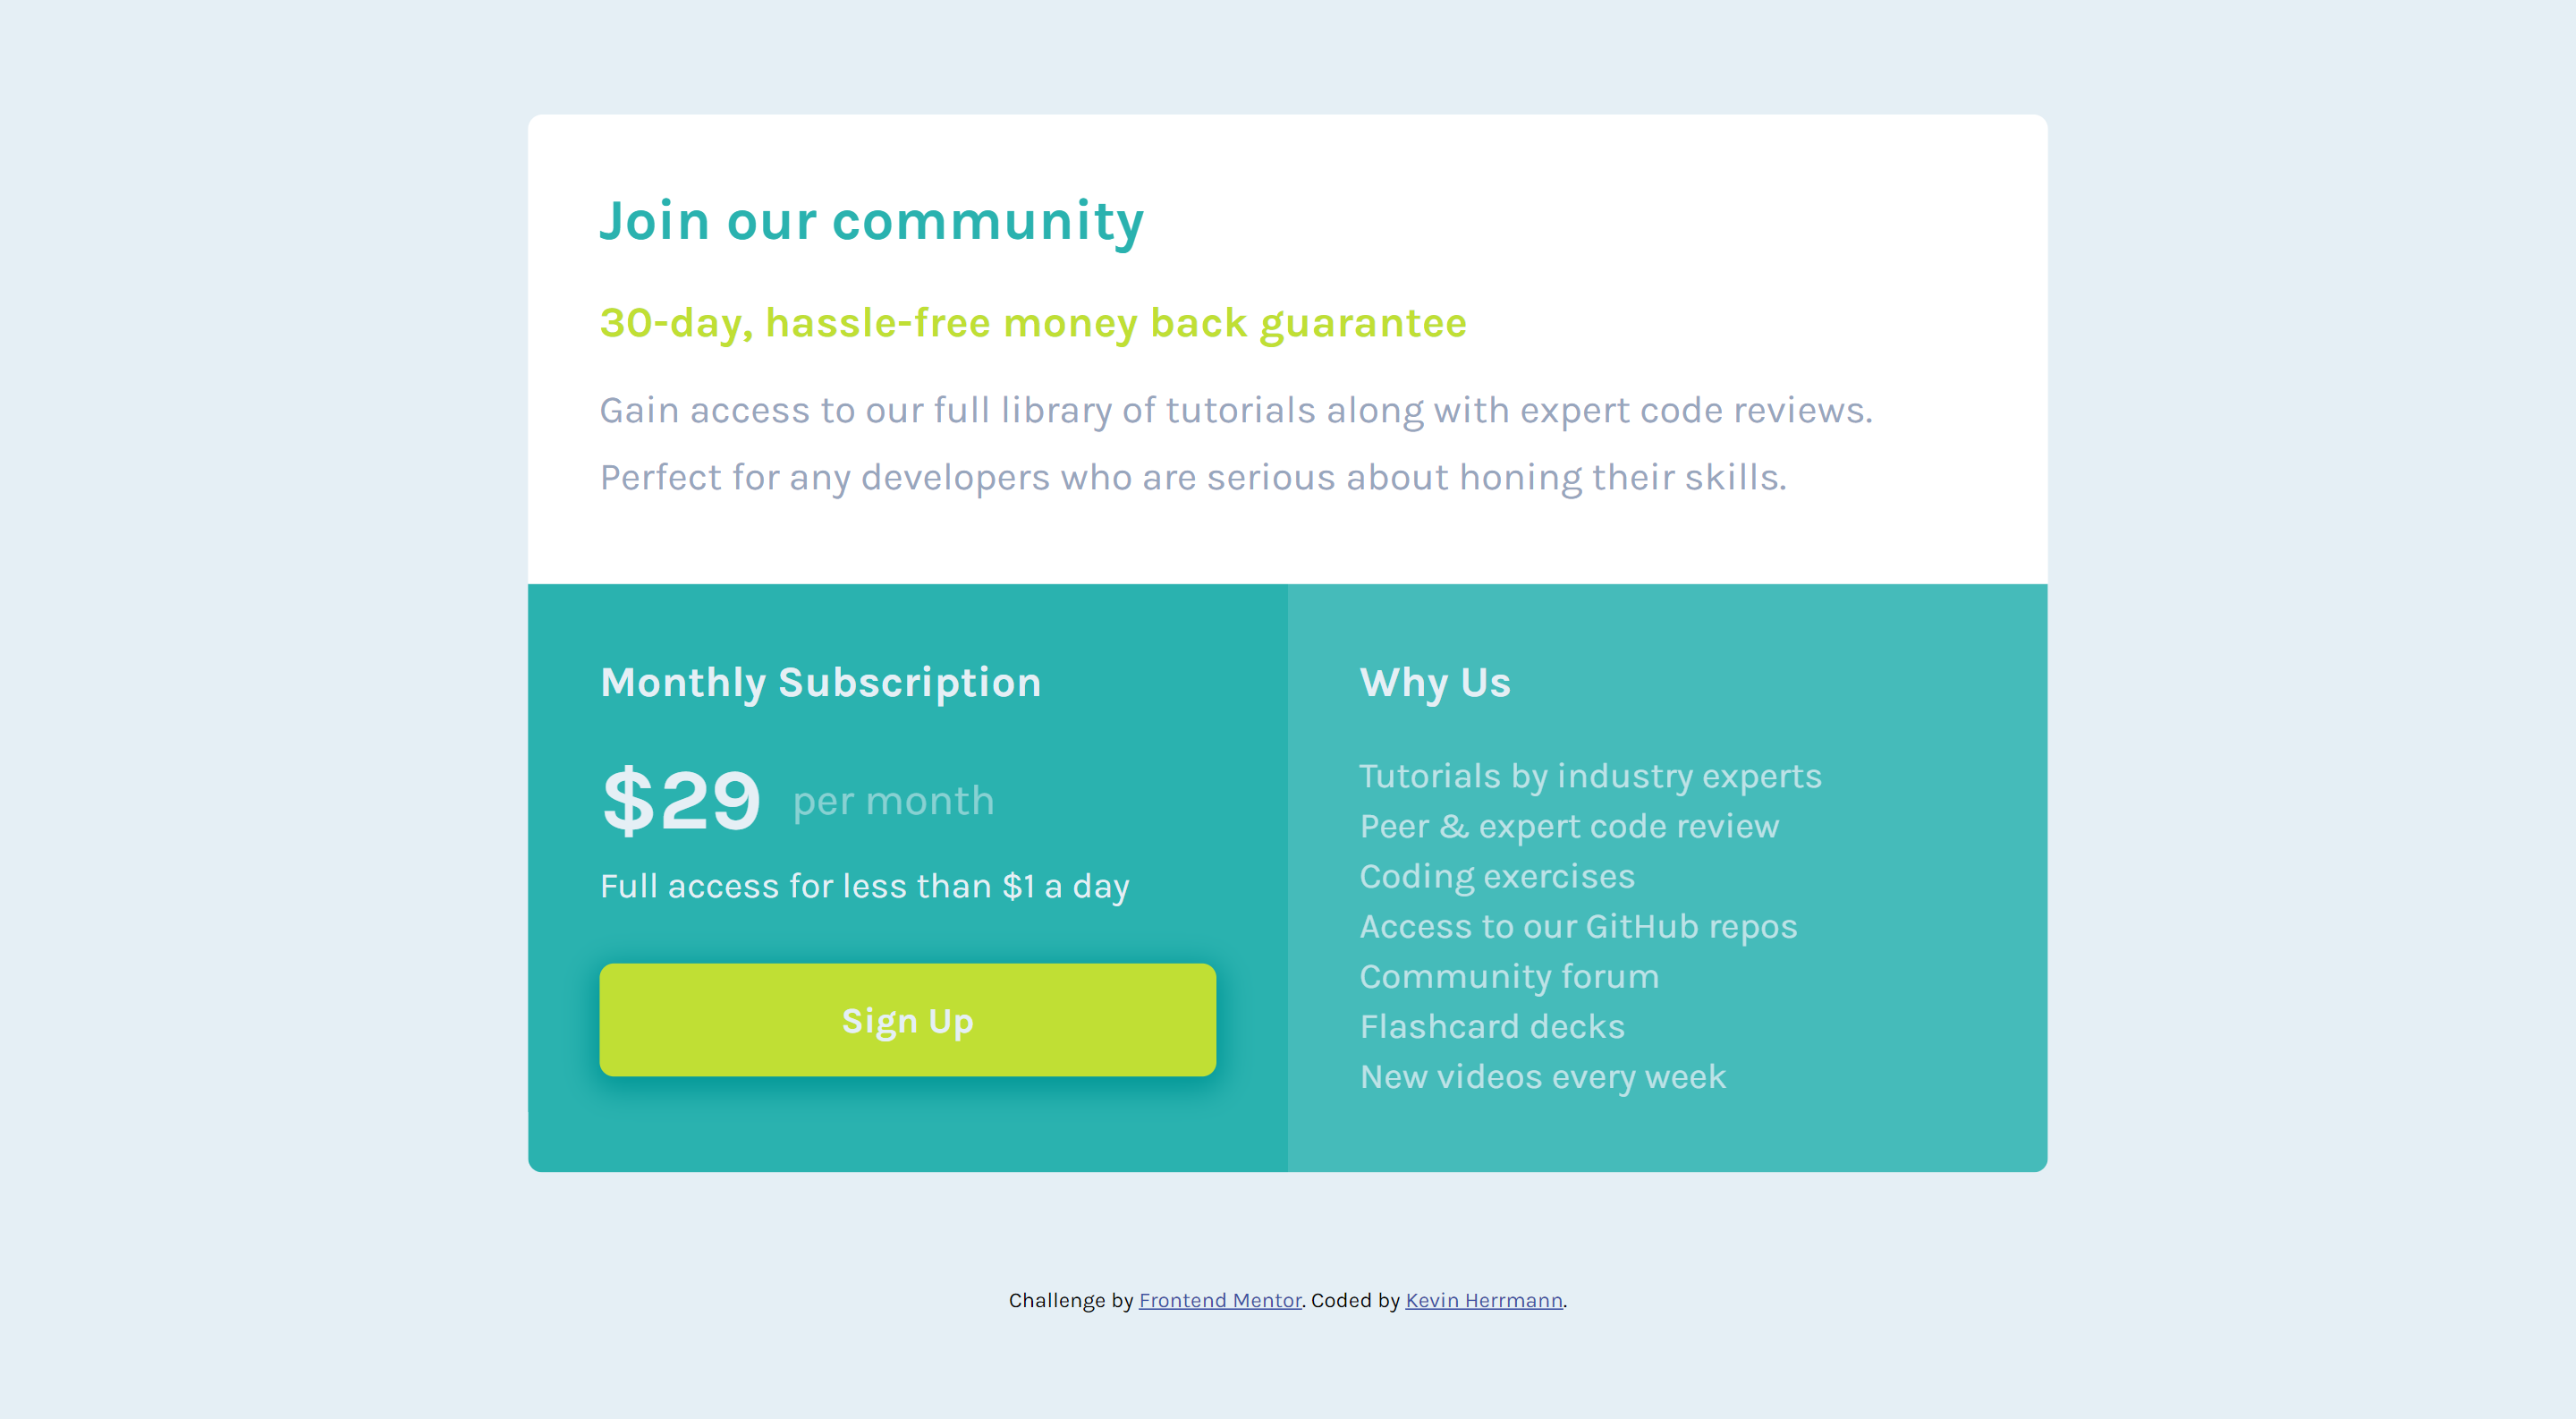 Join our community
30-day, hassle-free money back guarantee
Gain access to our full library of tutorials along with expert code reviews.
Perfect for any developers who are serious about honing their skills.
Monthly Subscription
$29 per month
Full access for less than $1 a day
Sign Up
Why Us
Tutorials by industry experts
Peer & expert code review
Coding exercises
Access to our GitHub repos
Community forum
Flashcard decks
New videos every week
Challenge by Frontend Mentor. Coded by Kevin Herrmann.